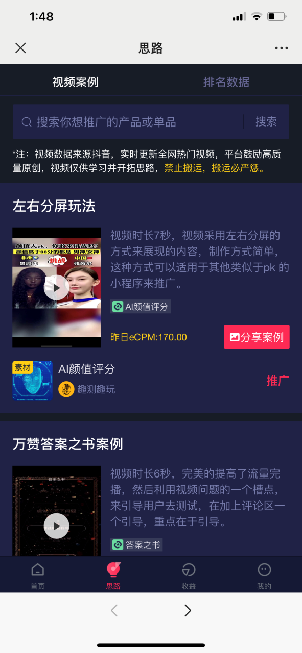 1:48
思路
视频案例
排名数据
搜索你想推广的产品或单品
搜索
*注：视频数据来源抖音，实时更新全网热门视频，平台鼓励高质
量原创，视频仅供学习并开拓思路，禁止搬运，搬运必严惩。
左右分屏玩法
视频时长7秒，视频采用左右分屏的
方式来展现的内容，制作方式简单，
这种方式可以适用于其他类似于pk 的
小程序来推广。
AI颜值评分
昨日eCPM:170.00
分享案例
素材
AI颜值评分
趣测趣玩
推广
万赞答案之书案例
视频时长6秒，完美的提高了流量完
播，然后利用视频问题的一个槽点，
来引导用户去测试，在加上评论区一
个引导，重点在于引导。
答案之书
首页
思路
收益
我的